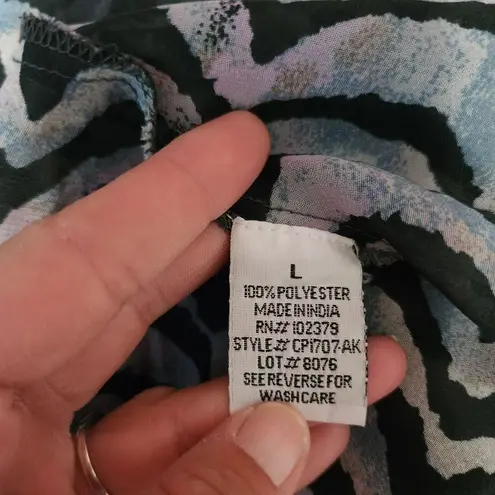 L
100% POLYESTER
MADE IN INDIA
RN# 102379
STYLE# CP1707-AK
LOT# 8076
SEE REVERSE FOR
WASH CARE